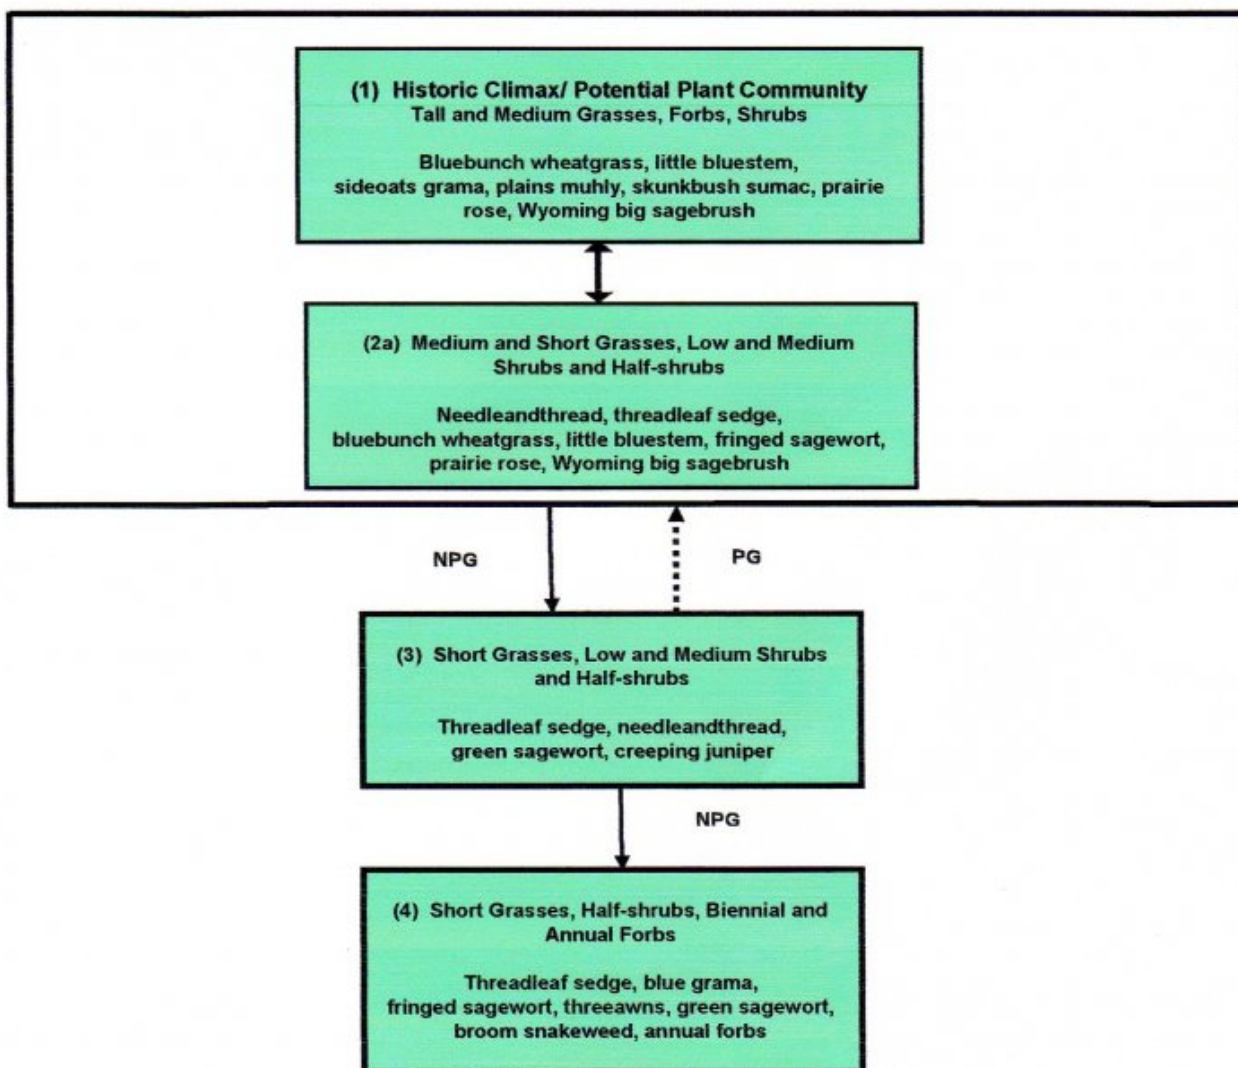 (1) Historic Climax/ Potential Plant Community
Tall and Medium Grasses, Forbs, Shrubs
Bluebunch wheatgrass, little bluestem,
sideoats grama, plains muhly, skunkbush sumac, prairie
rose, Wyoming big sagebrush
(2a) Medium and Short Grasses, Low and Medium
Shrubs and Half-shrubs
Needleandthread, threadleaf sedge,
bluebunch wheatgrass, little bluestem, fringed sagewort,
prairie rose, Wyoming big sagebrush
NPG
PG
(3) Short Grasses, Low and Medium Shrubs
and Half-shrubs
Threadleaf sedge, needleandthread,
green sagewort, creeping juniper
NPG
(4) Short Grasses, Half-shrubs, Biennial and
Annual Forbs
Threadleaf sedge, blue grama,
fringed sagewort, threeawns, green sagewort,
broom snakeweed, annual forbs